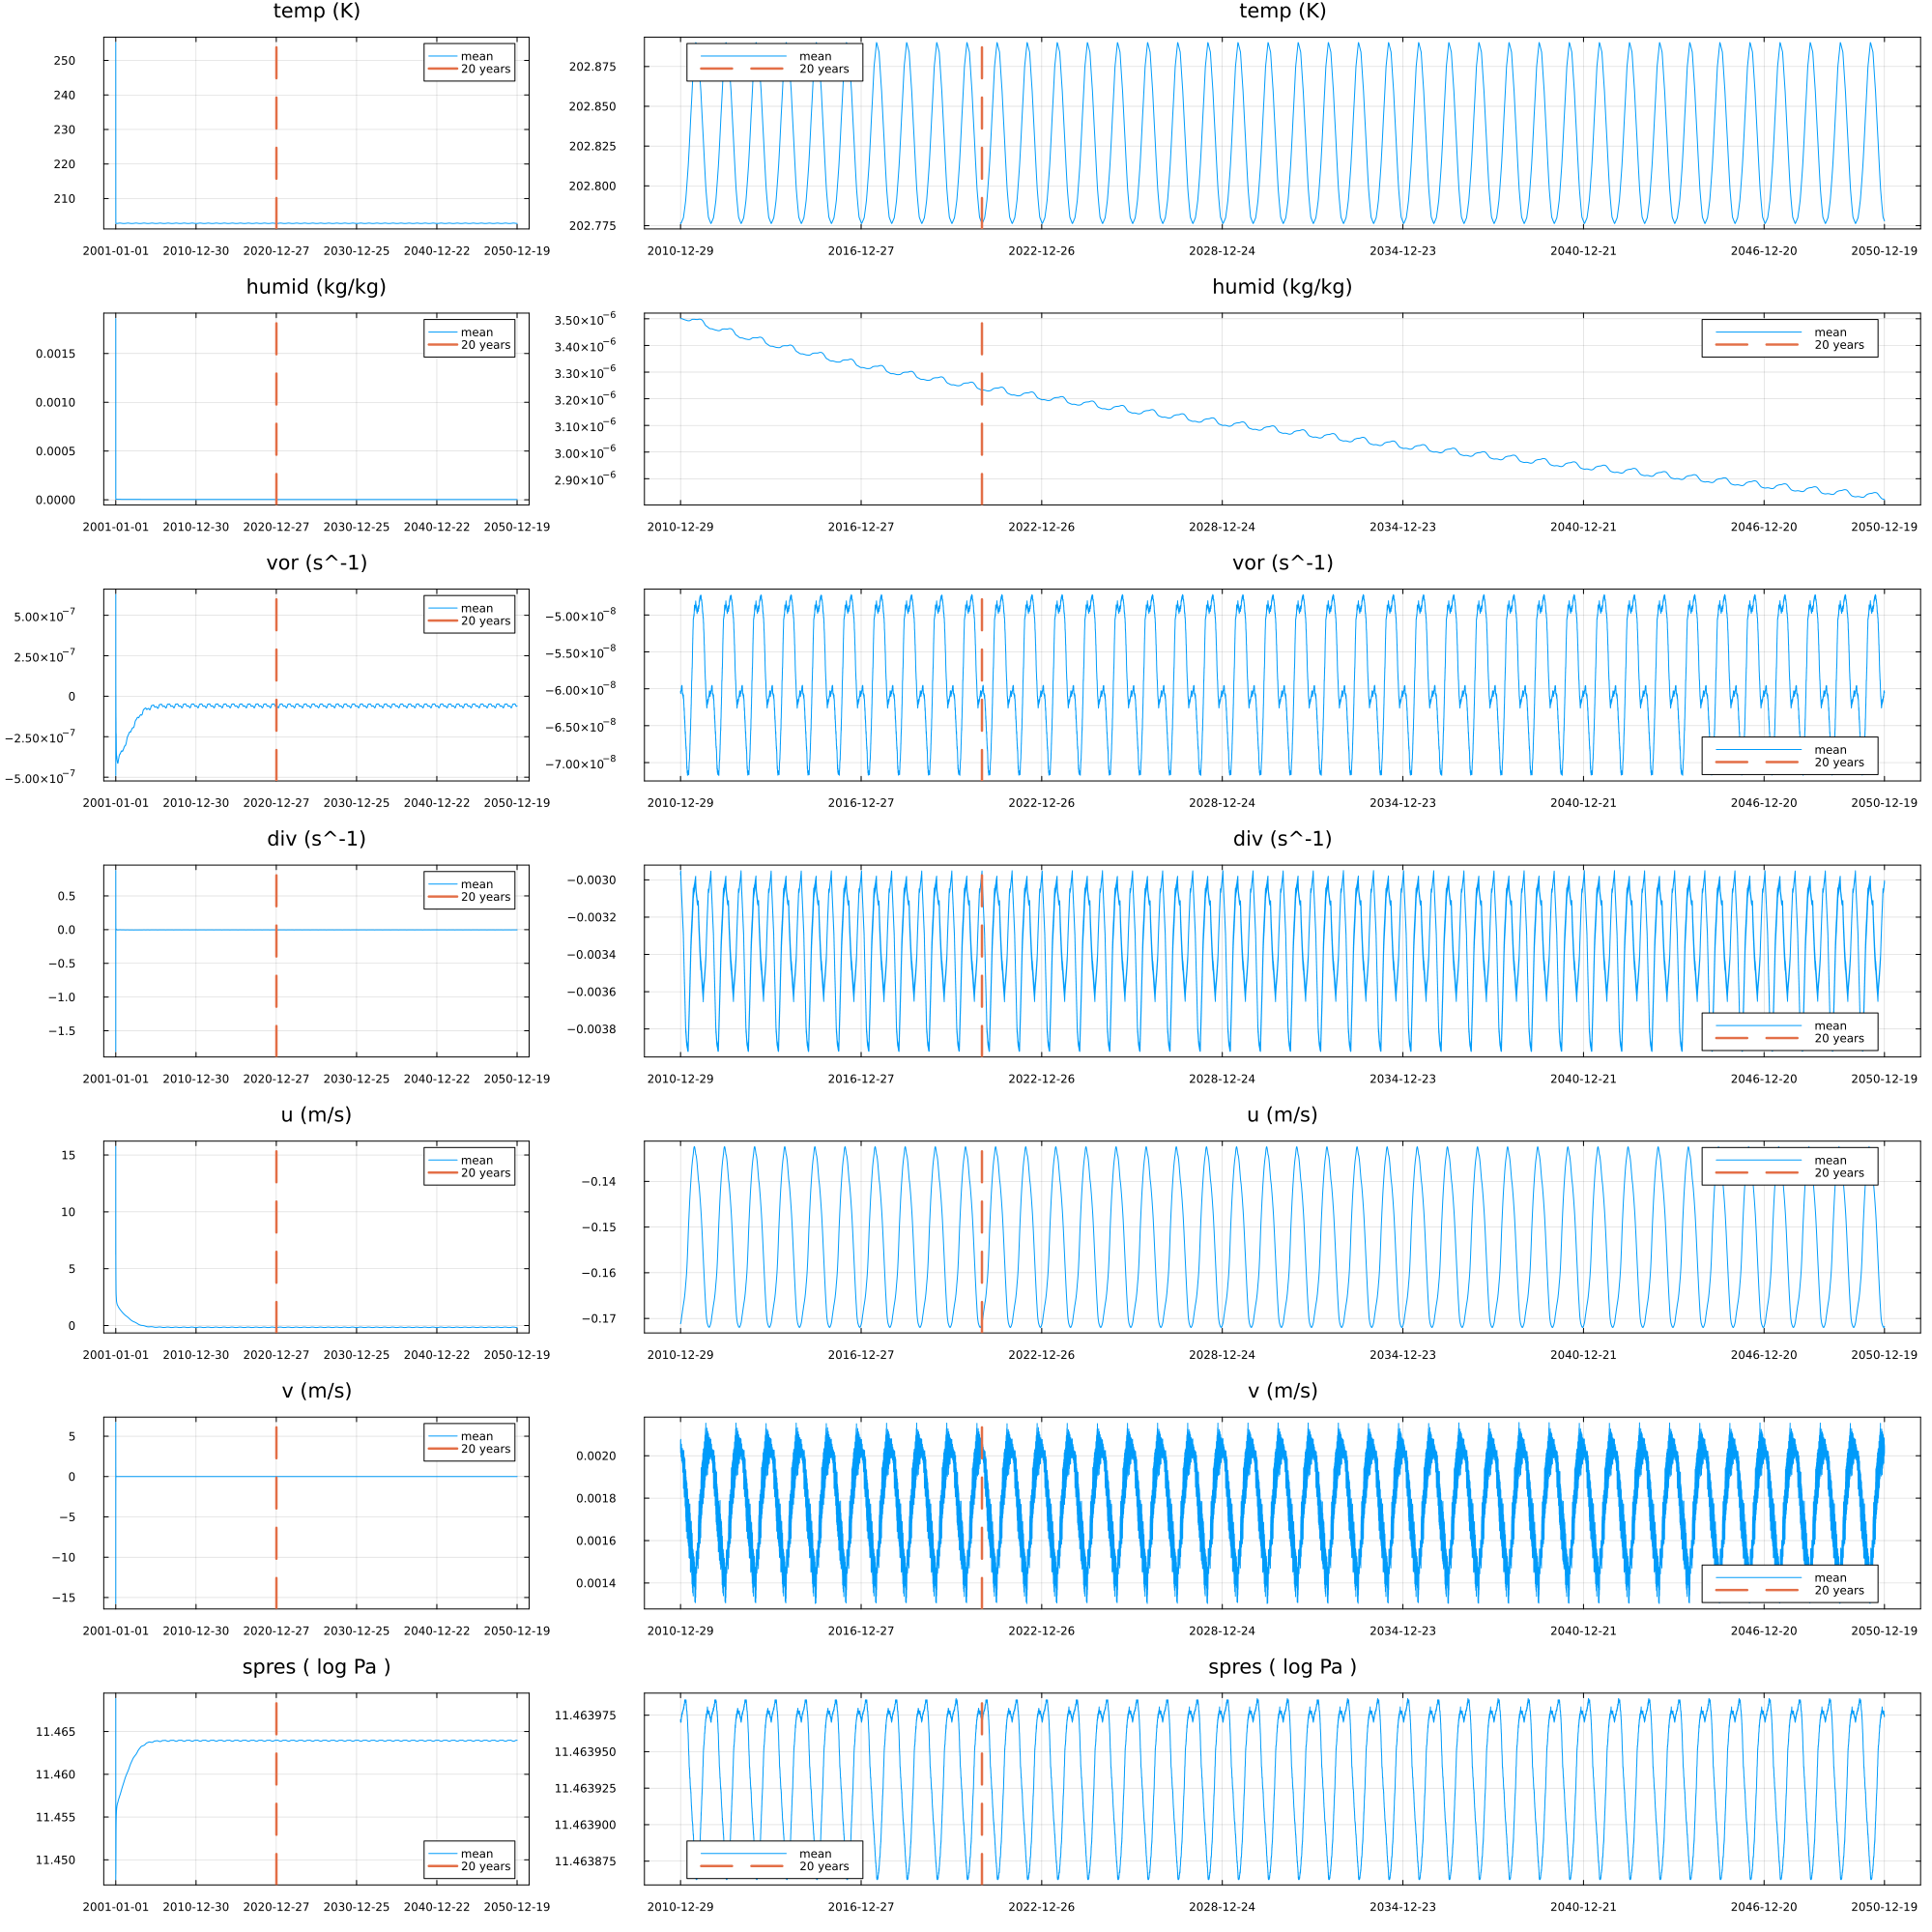 temp (K)
250
240
230
220
210
mean
20 years
2001-01-01 2010-12-30 2020-12-27 2030-12-25 2040-12-22 2050-12-19
temp (K)
202.875
202.850
202.825
202.800
202.775
mean
20 years
2010-12-29 2016-12-27 2022-12-26 2028-12-24 2034-12-23 2040-12-21 2046-12-20 2050-12-19
humid (kg/kg)
0.0015
0.0010
0.0005
0.0000
mean
20 years
2001-01-01 2010-12-30 2020-12-27 2030-12-25 2040-12-22 2050-12-19
humid (kg/kg)
3.50×10⁻⁶
3.40×10⁻⁶
3.30×10⁻⁶
3.20×10⁻⁶
3.10×10⁻⁶
3.00×10⁻⁶
2.90×10⁻⁶
mean
20 years
2010-12-29 2016-12-27 2022-12-26 2028-12-24 2034-12-23 2040-12-21 2046-12-20 2050-12-19
vor (s^-1)
5.00×10⁻⁷
2.50×10⁻⁷
0
−2.50×10⁻⁷
−5.00×10⁻⁷
mean
20 years
2001-01-01 2010-12-30 2020-12-27 2030-12-25 2040-12-22 2050-12-19
vor (s^-1)
−5.00×10⁻⁸
−5.50×10⁻⁸
−6.00×10⁻⁸
−6.50×10⁻⁸
−7.00×10⁻⁸
mean
20 years
2010-12-29 2016-12-27 2022-12-26 2028-12-24 2034-12-23 2040-12-21 2046-12-20 2050-12-19
div (s^-1)
0.5
0.0
−0.5
−1.0
−1.5
mean
20 years
2001-01-01 2010-12-30 2020-12-27 2030-12-25 2040-12-22 2050-12-19
div (s^-1)
−0.0030
−0.0032
−0.0034
−0.0036
−0.0038
mean
20 years
2010-12-29 2016-12-27 2022-12-26 2028-12-24 2034-12-23 2040-12-21 2046-12-20 2050-12-19
u (m/s)
15
10
5
0
mean
20 years
2001-01-01 2010-12-30 2020-12-27 2030-12-25 2040-12-22 2050-12-19
u (m/s)
−0.14
−0.15
−0.16
−0.17
mean
20 years
2010-12-29 2016-12-27 2022-12-26 2028-12-24 2034-12-23 2040-12-21 2046-12-20 2050-12-19
v (m/s)
5
0
−5
−10
−15
mean
20 years
2001-01-01 2010-12-30 2020-12-27 2030-12-25 2040-12-22 2050-12-19
v (m/s)
0.0020
0.0018
0.0016
0.0014
mean
20 years
2010-12-29 2016-12-27 2022-12-26 2028-12-24 2034-12-23 2040-12-21 2046-12-20 2050-12-19
spres ( log Pa )
11.465
11.460
11.455
11.450
mean
20 years
2001-01-01 2010-12-30 2020-12-27 2030-12-25 2040-12-22 2050-12-19
spres ( log Pa )
11.463975
11.463950
11.463925
11.463900
11.463875
mean
20 years
2010-12-29 2016-12-27 2022-12-26 2028-12-24 2034-12-23 2040-12-21 2046-12-20 2050-12-19